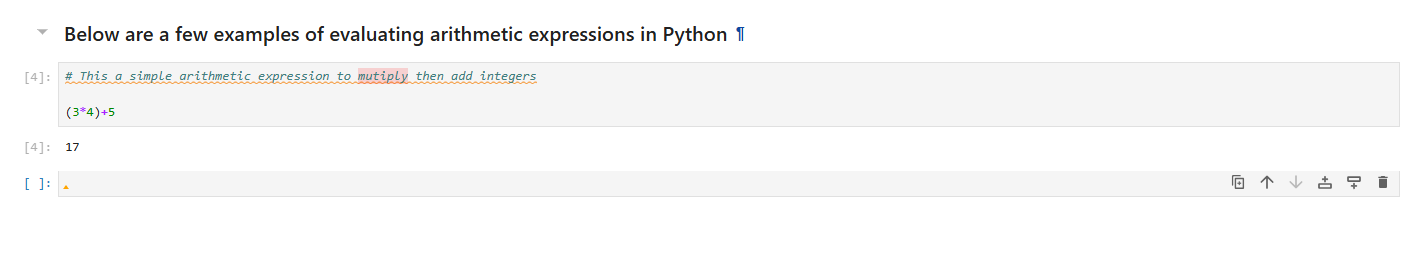 Below are a few examples of evaluating arithmetic expressions in Python ¶
[4]: # This a simple arithmetic expression to mutiply then add integers
(3*4)+5
[4]: 17
[ ]: